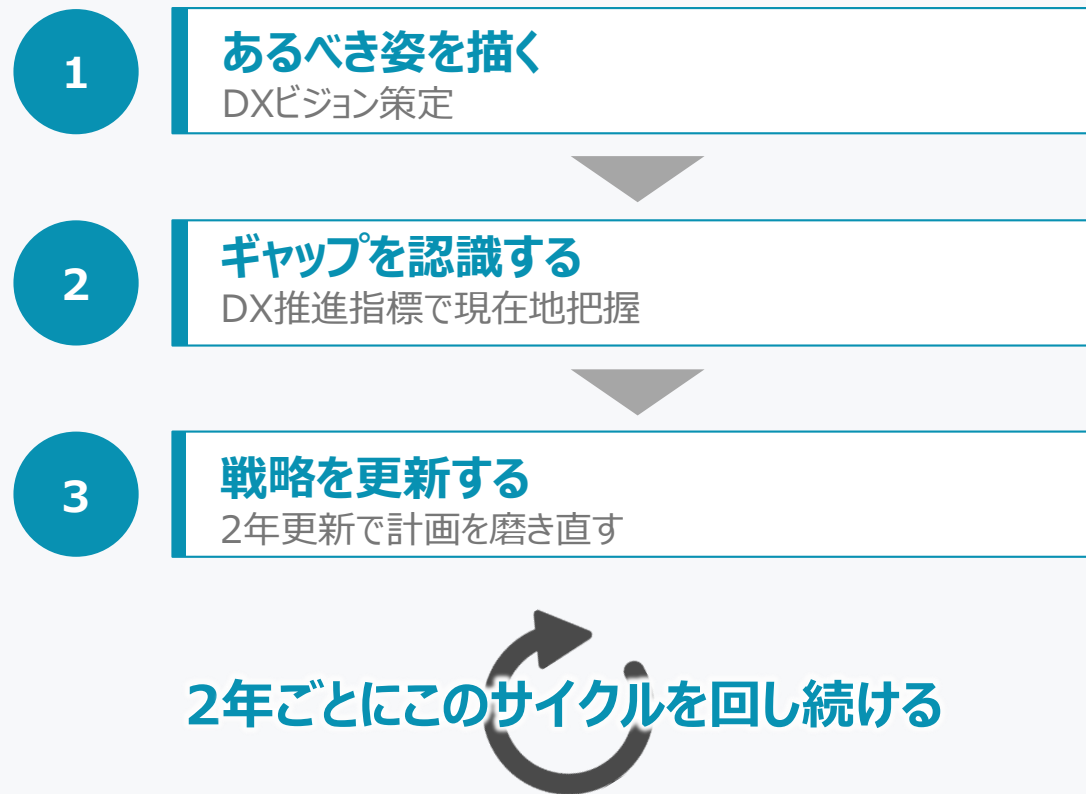 1
あるべき姿を描く
DXビジョン策定
2
ギャップを認識する
DX推進指標で現在地把握
3
戦略を更新する
2年更新で計画を磨き直す
2年ごとにこのサイクルを回し続ける